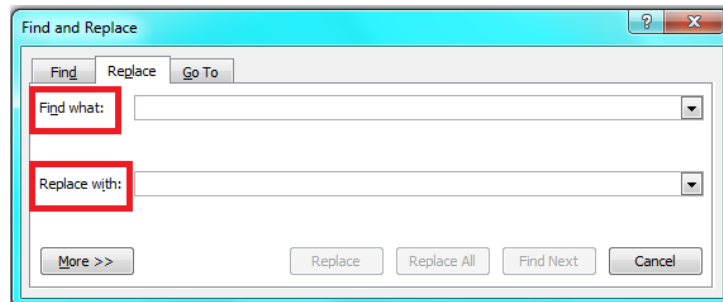 Find and Replace
Find Replace Go To
Find what:
Replace with:
More >> Replace Replace All Find Next Cancel